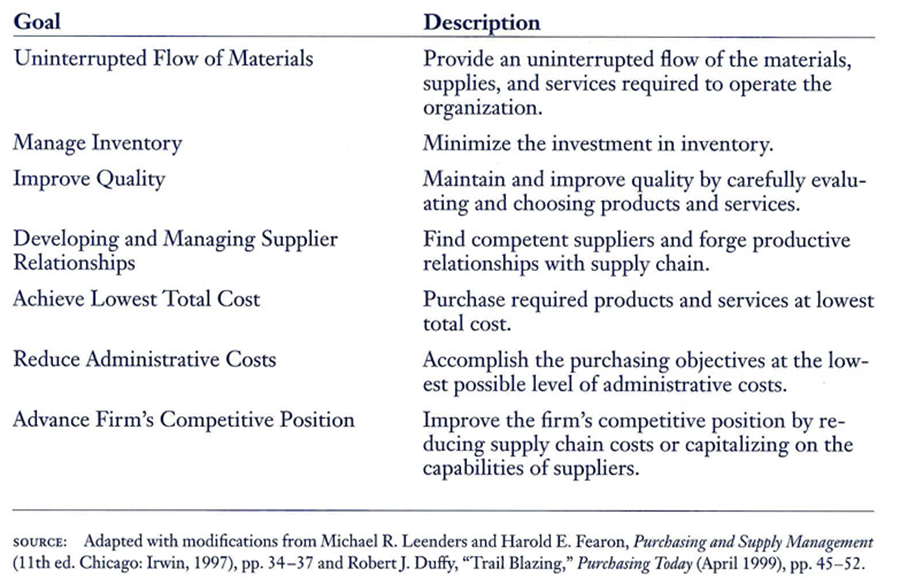 Goal Description
Uninterrupted Flow of Materials Provide an uninterrupted flow of the materials,
supplies, and services required to operate the
organization.
Manage Inventory Minimize the investment in inventory.
Improve Quality Maintain and improve quality by carefully evalu-
ating and choosing products and services.
Developing and Managing Supplier Find competent suppliers and forge productive
Relationships relationships with supply chain.
Achieve Lowest Total Cost Purchase required products and services at lowest
total cost.
Reduce Administrative Costs Accomplish the purchasing objectives at the low-
est possible level of administrative costs.
Advance Firm's Competitive Position Improve the firm's competitive position by re-
ducing supply chain costs or capitalizing on the
capabilities of suppliers.
SOURCE: Adapted with modifications from Michael R. Leenders and Harold E. Fearon, Purchasing and Supply Management
(11th ed. Chicago: Irwin, 1997), pp. 34–37 and Robert J. Duffy, “Trail Blazing,” Purchasing Today (April 1999), pp. 45–52.